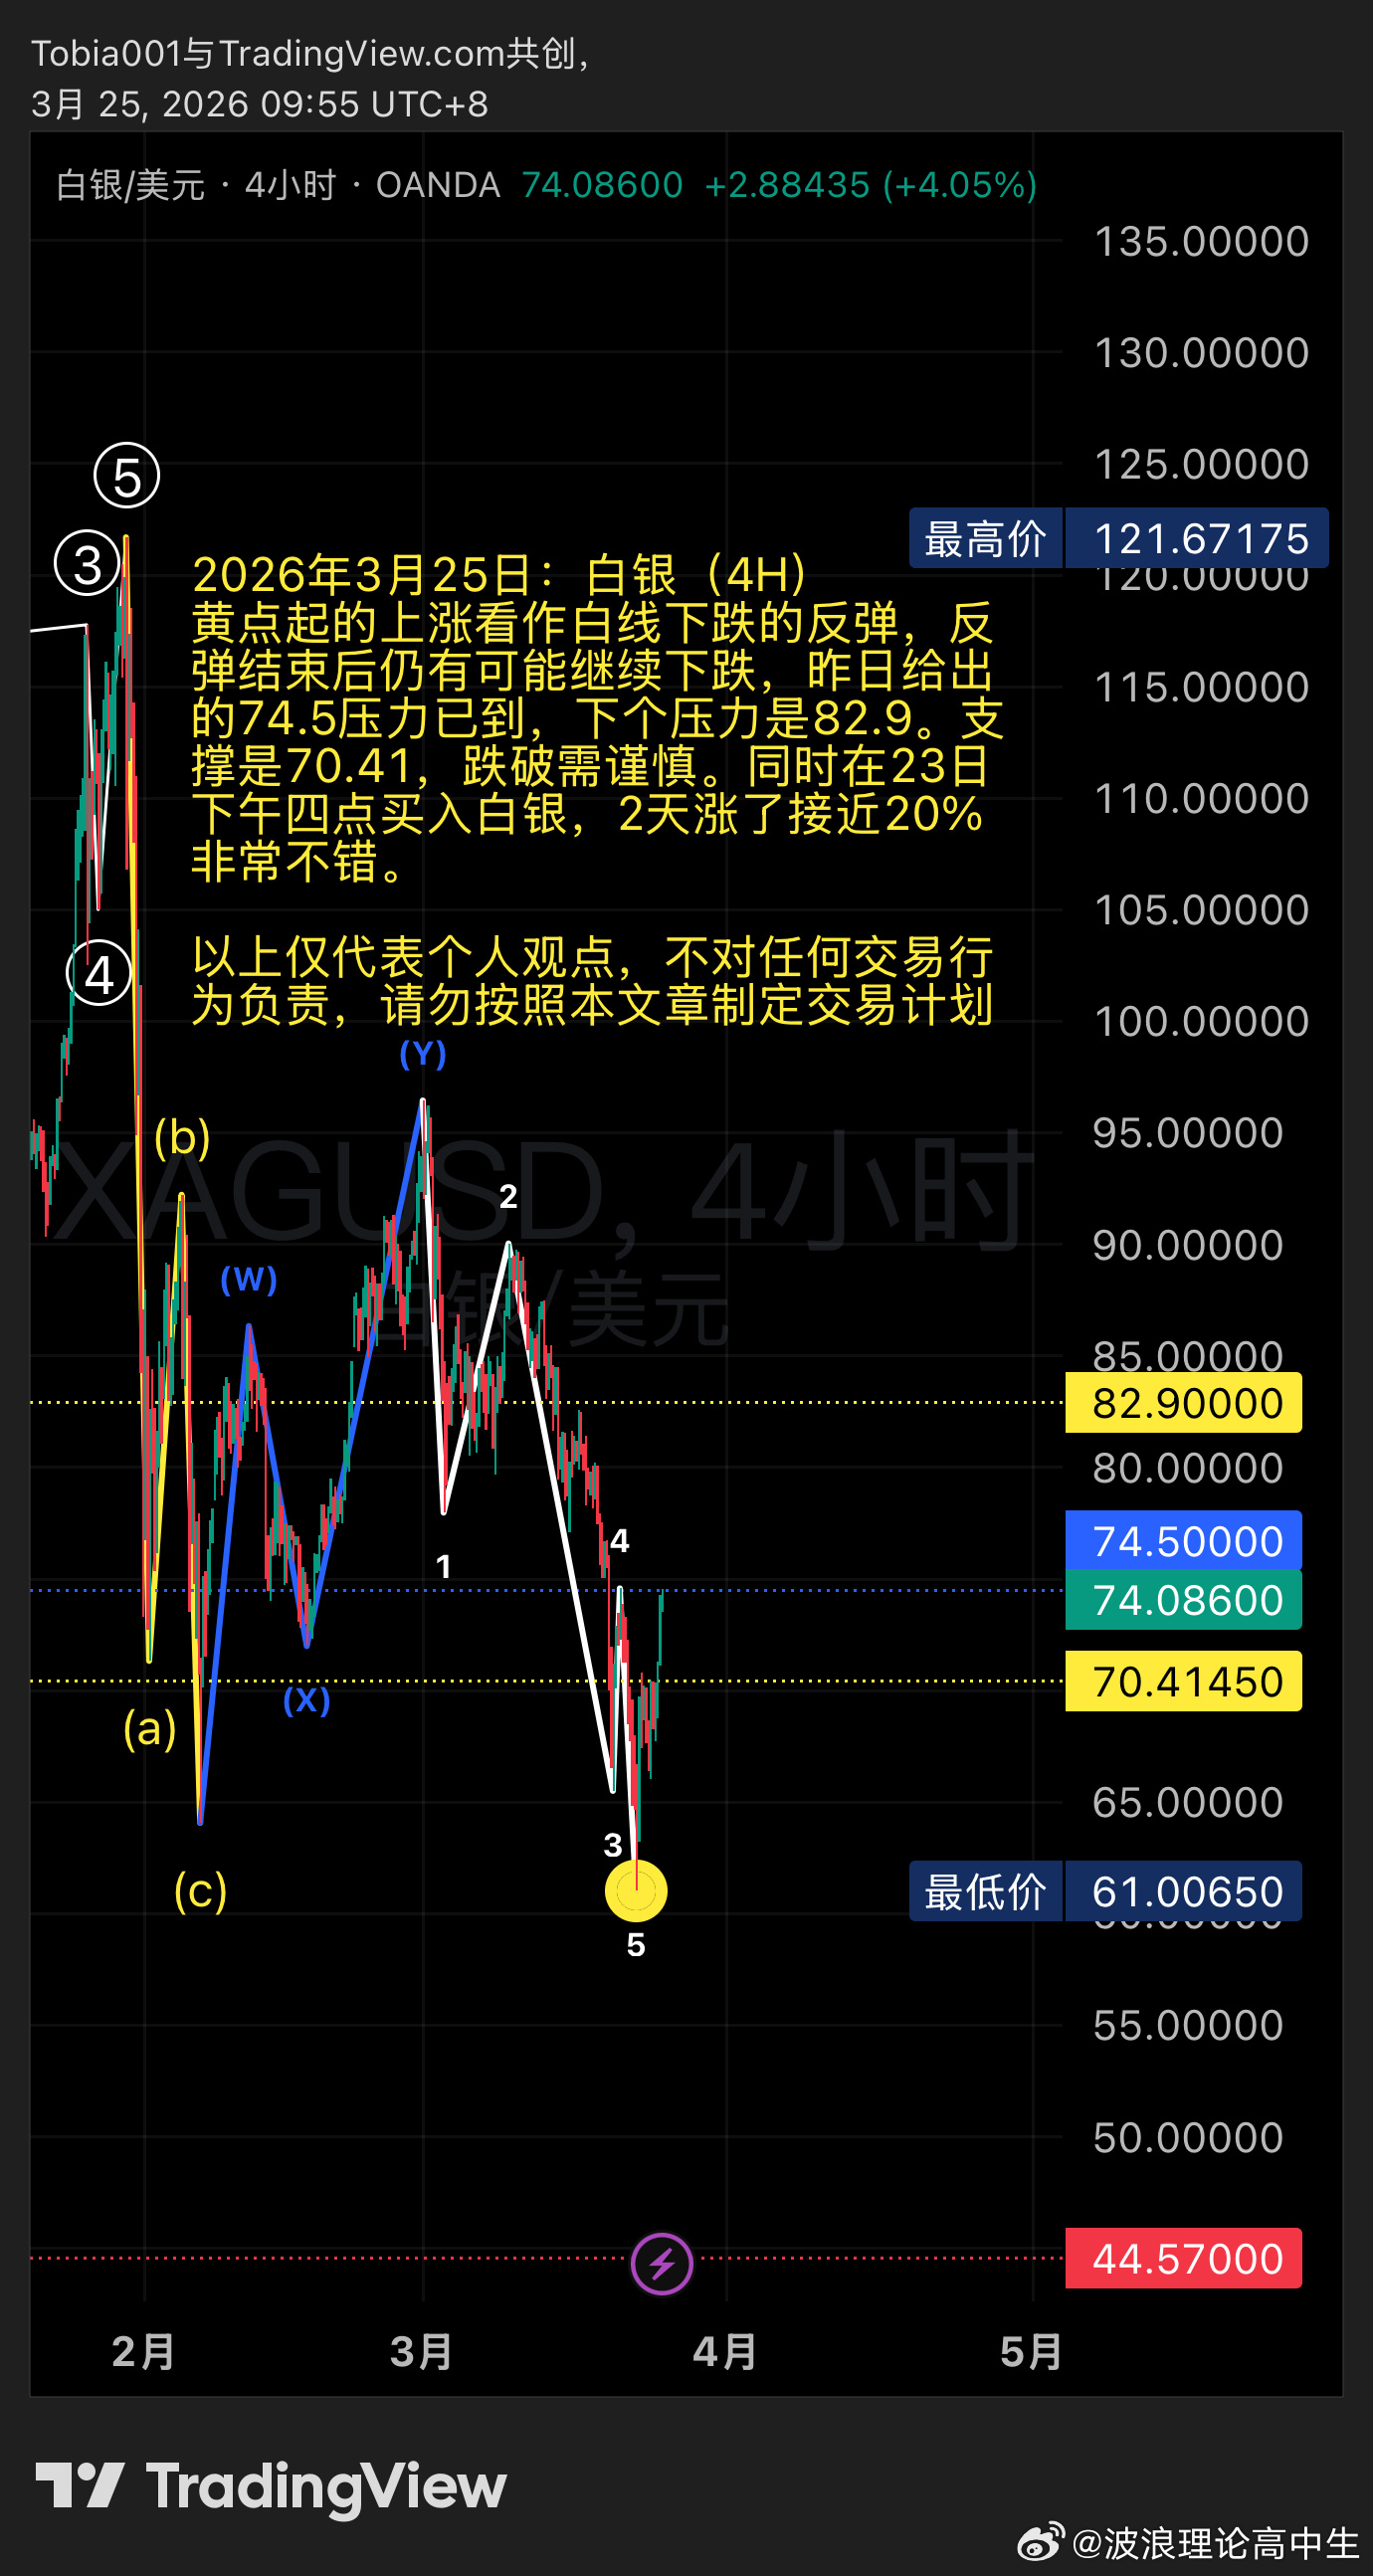 Tobia001与TradingView.com共创，
3月 25, 2026 09:55 UTC+8
白银/美元 · 4小时 · OANDA 74.08600 +2.88435 (+4.05%)
135.00000
130.00000
125.00000
⑤
最高价 121.67175
③
120.00000
2026年3月25日：白银（4H）
黄点起的上涨看作白线下跌的反弹，反
弹结束后仍有可能继续下跌，昨日给出
的74.5压力已到，下个压力是82.9。支
撑是70.41，跌破需谨慎。同时在23日
下午四点买入白银，2天涨了接近20%
非常不错。
115.00000
110.00000
105.00000
④
以上仅代表个人观点，不对任何交易行
为负责，请勿按照本文章制定交易计划
100.00000
(Y)
95.00000
(b)
XAGUSD，4小时
2
90.00000
(W)
白银/美元
85.00000
82.90000
80.00000
4
1
74.50000
74.08600
70.41450
(X)
(a)
65.00000
3
(c)
最低价 61.00650
60.00000
5
55.00000
50.00000
44.57000
2月 3月 4月 5月
TradingView
@波浪理论高中生